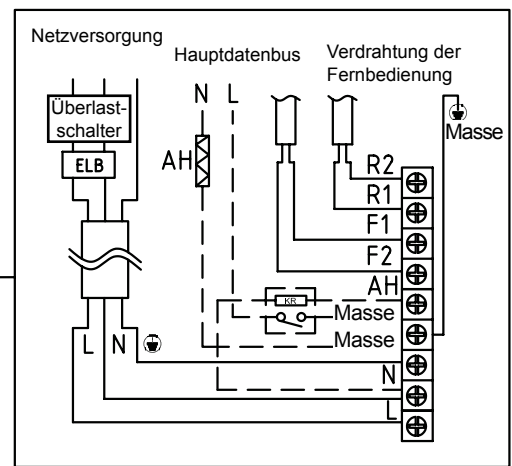 Netzversorgung
Hauptdatenbus
Verdrahtung der
Fernbedienung
Überlast-
schalter
ELB
N L
AH
Masse
R2
R1
F1
F2
AH
KR
Masse
Masse
L N
N
L